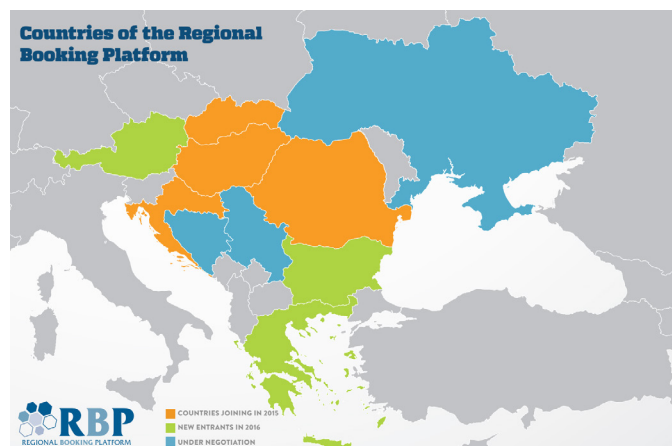 Countries of the Regional
Booking Platform
RBP
REGIONAL BOOKING PLATFORM
COUNTRIES JOINING IN 2015
NEW ENTRANTS IN 2016
UNDER NEGOTIATION